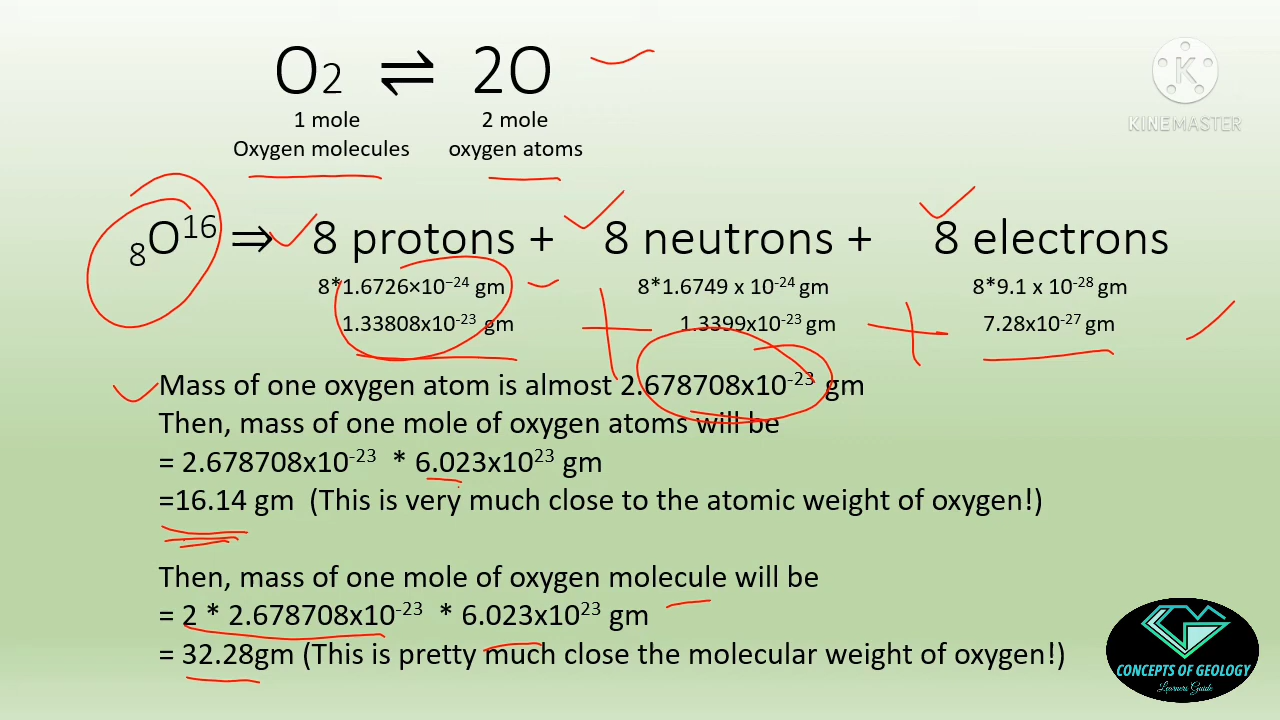 O₂ ⇌ 2O
1 mole 2 mole
Oxygen molecules oxygen atoms
KINEMASTER
₈O¹⁶ ⇒ 8 protons + 8 neutrons + 8 electrons
8*1.6726×10⁻²⁴ gm 8*1.6749 x 10⁻²⁴ gm 8*9.1 x 10⁻²⁸ gm
1.33808x10⁻²³ gm 1.3399x10⁻²³ gm 7.28x10⁻²⁷ gm
Mass of one oxygen atom is almost 2.678708x10⁻²³ gm
Then, mass of one mole of oxygen atoms will be
= 2.678708x10⁻²³ * 6.023x10²³ gm
=16.14 gm (This is very much close to the atomic weight of oxygen!)
Then, mass of one mole of oxygen molecule will be
= 2 * 2.678708x10⁻²³ * 6.023x10²³ gm
= 32.28gm (This is pretty much close the molecular weight of oxygen!)
CONCEPTS OF GEOLOGY
Learners Guide